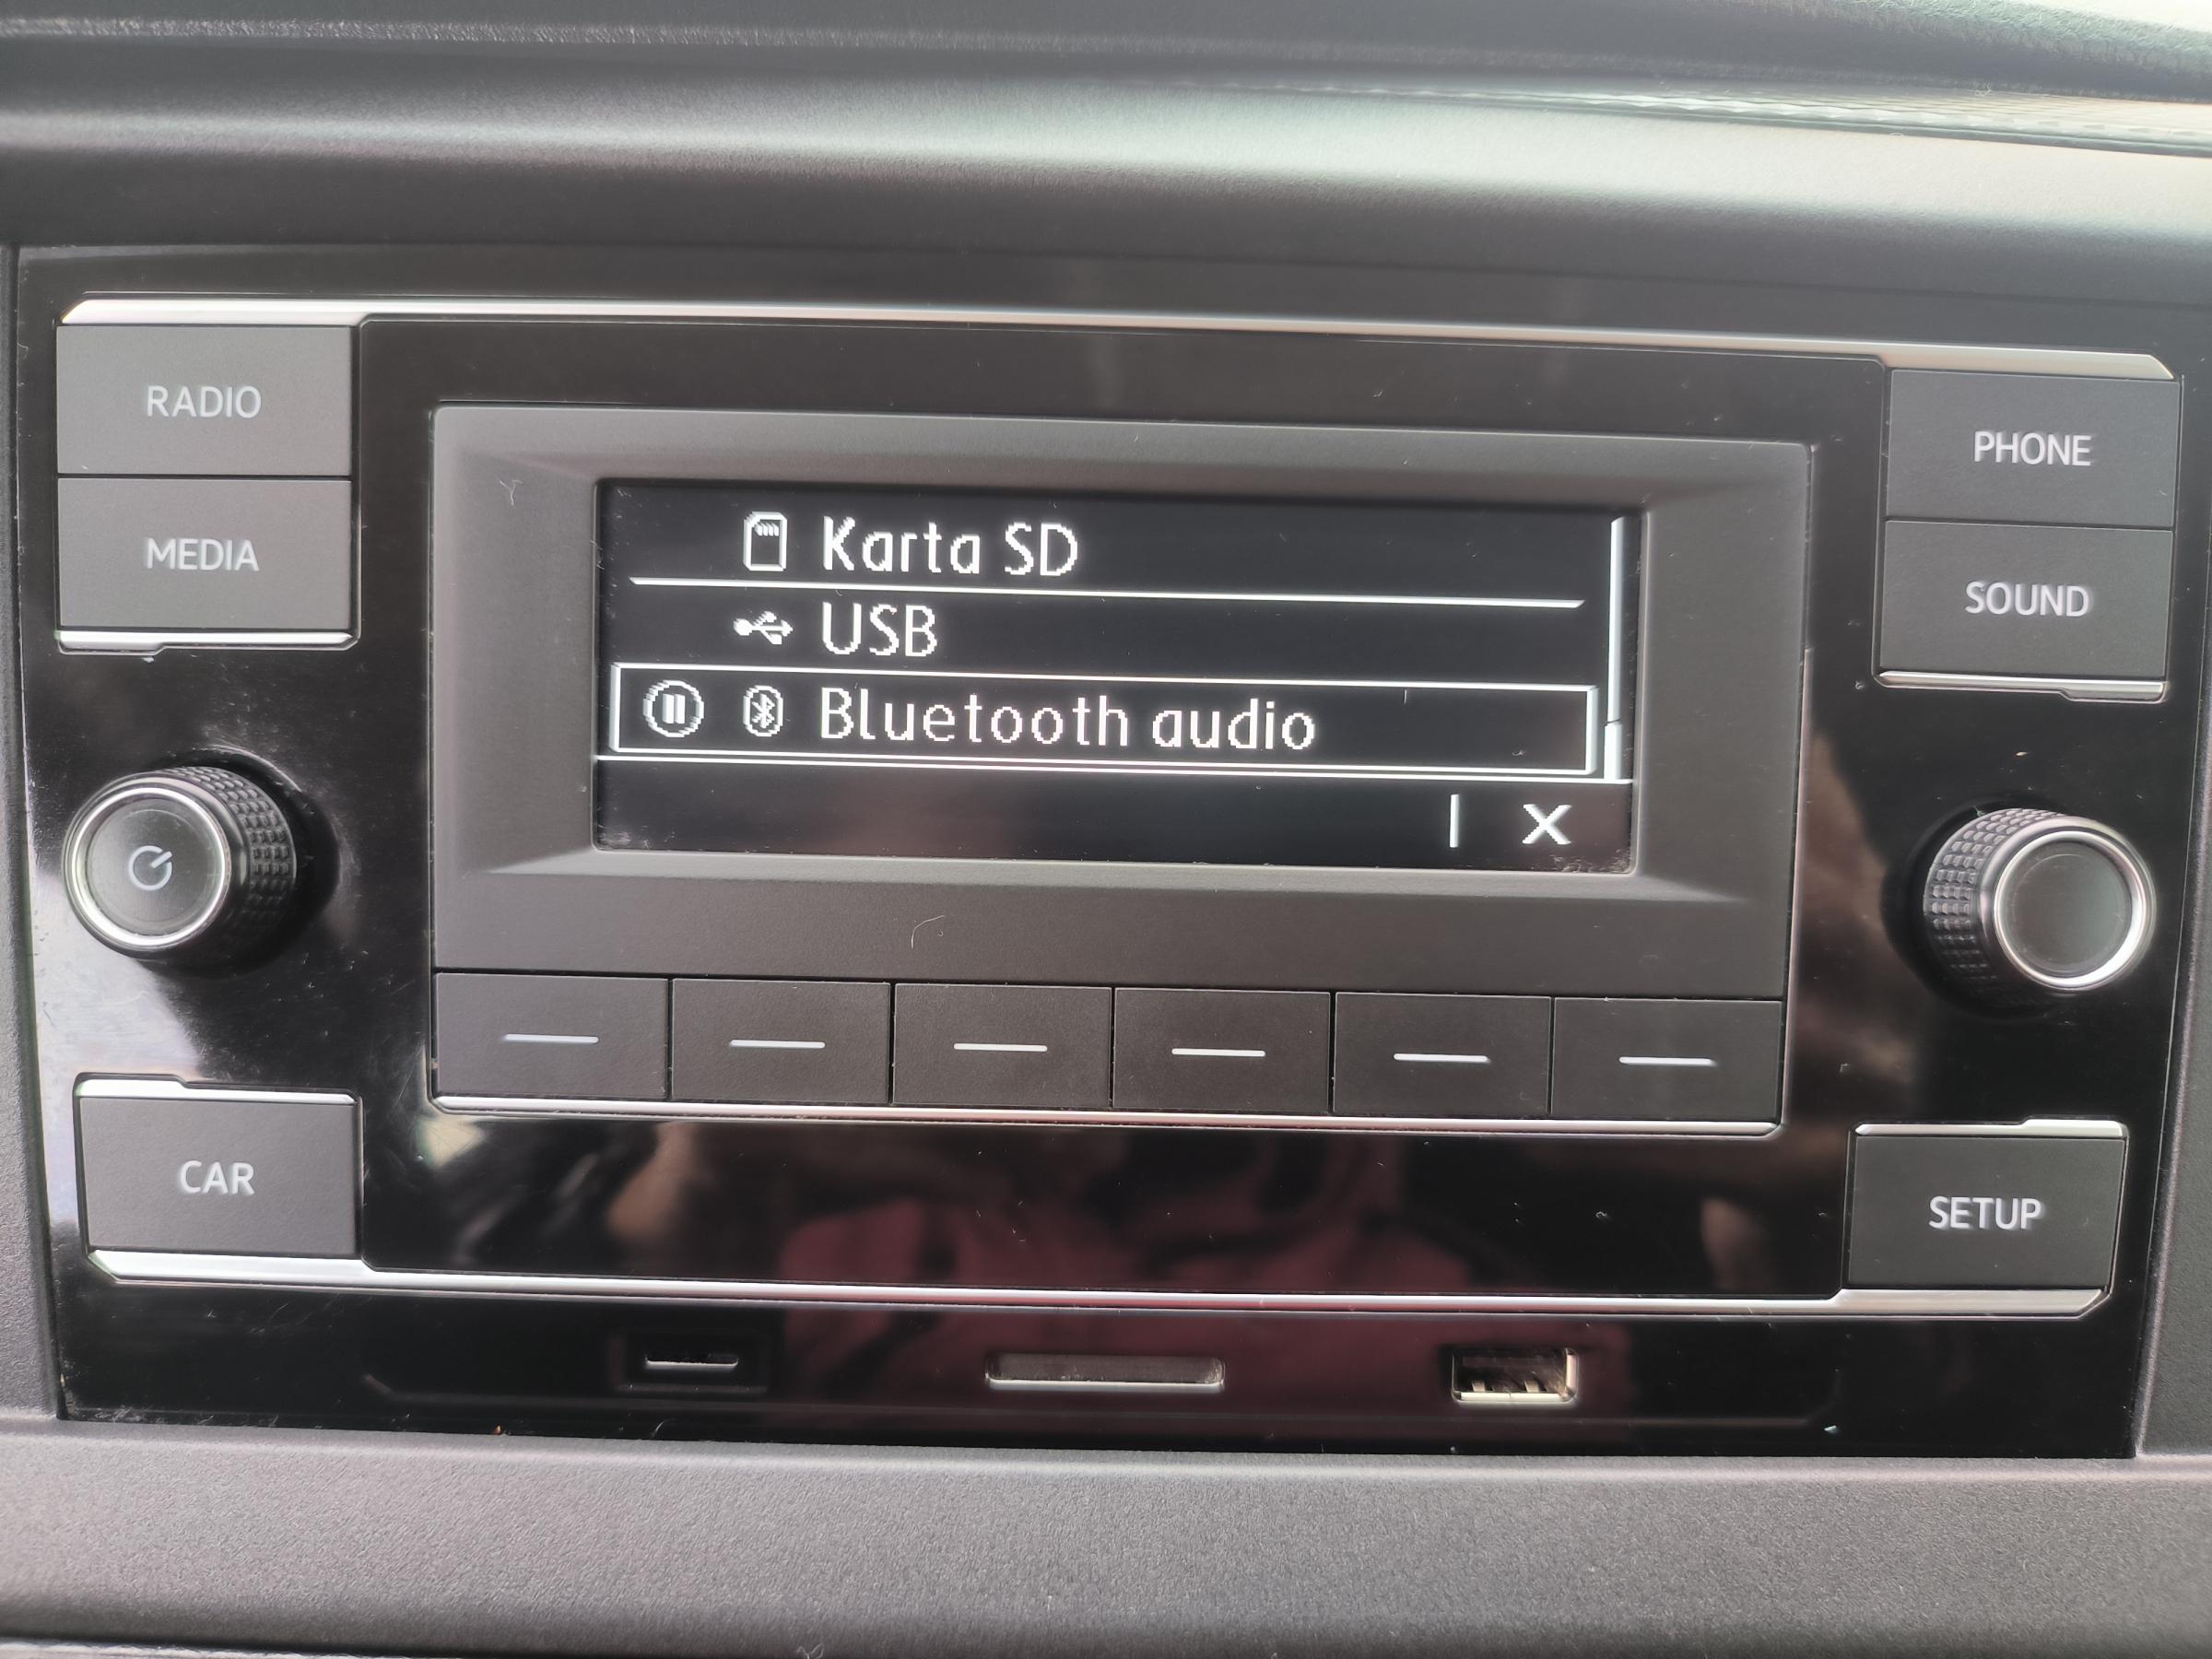 RADIO
MEDIA
PHONE
SOUND
Karta SD
USB
Bluetooth audio
X
CAR
SETUP